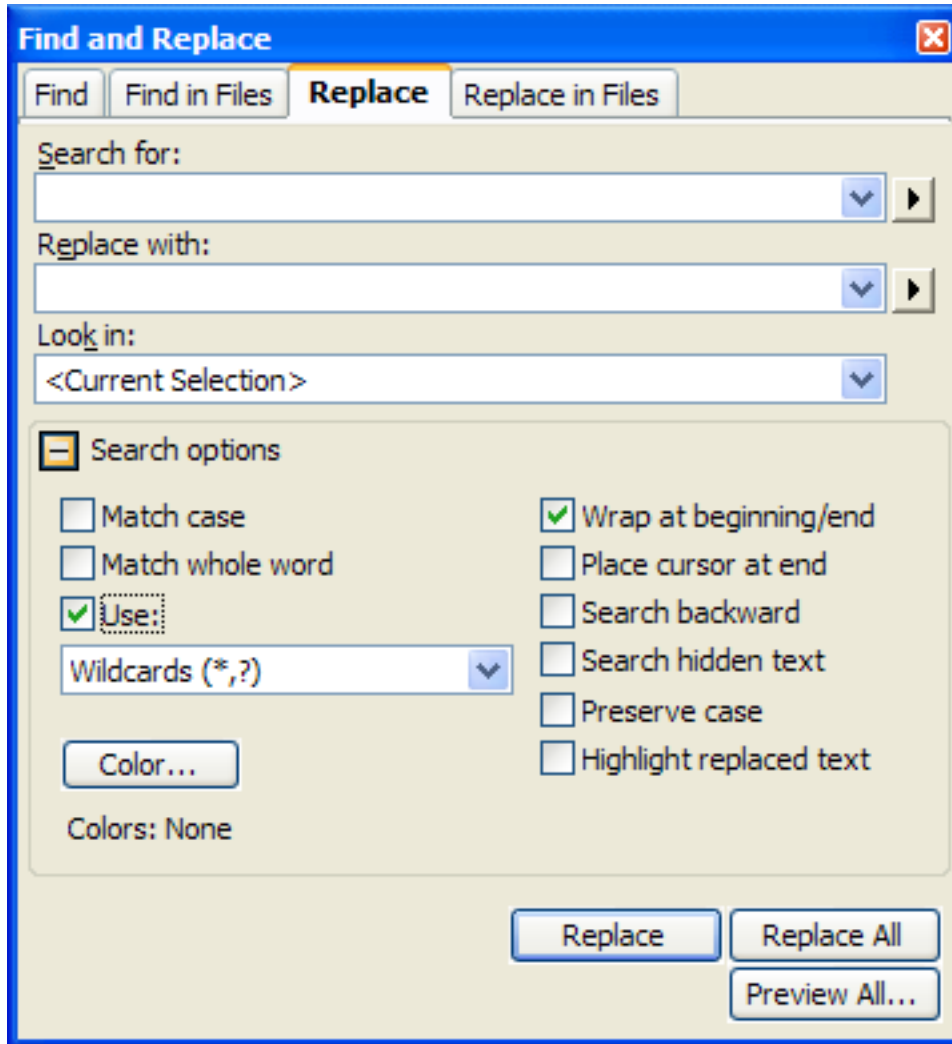 Find and Replace
Find Find in Files Replace Replace in Files
Search for:
Replace with:
Look in:
<Current Selection>
Search options
Match case
Match whole word
Use:
Wildcards (*,?)
Color...
Colors: None
Wrap at beginning/end
Place cursor at end
Search backward
Search hidden text
Preserve case
Highlight replaced text
Replace Replace All
Preview All...